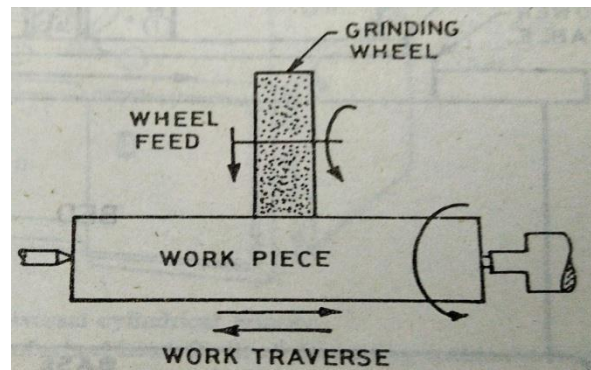 GRINDING
WHEEL
WHEEL
FEED
WORK PIECE
WORK TRAVERSE